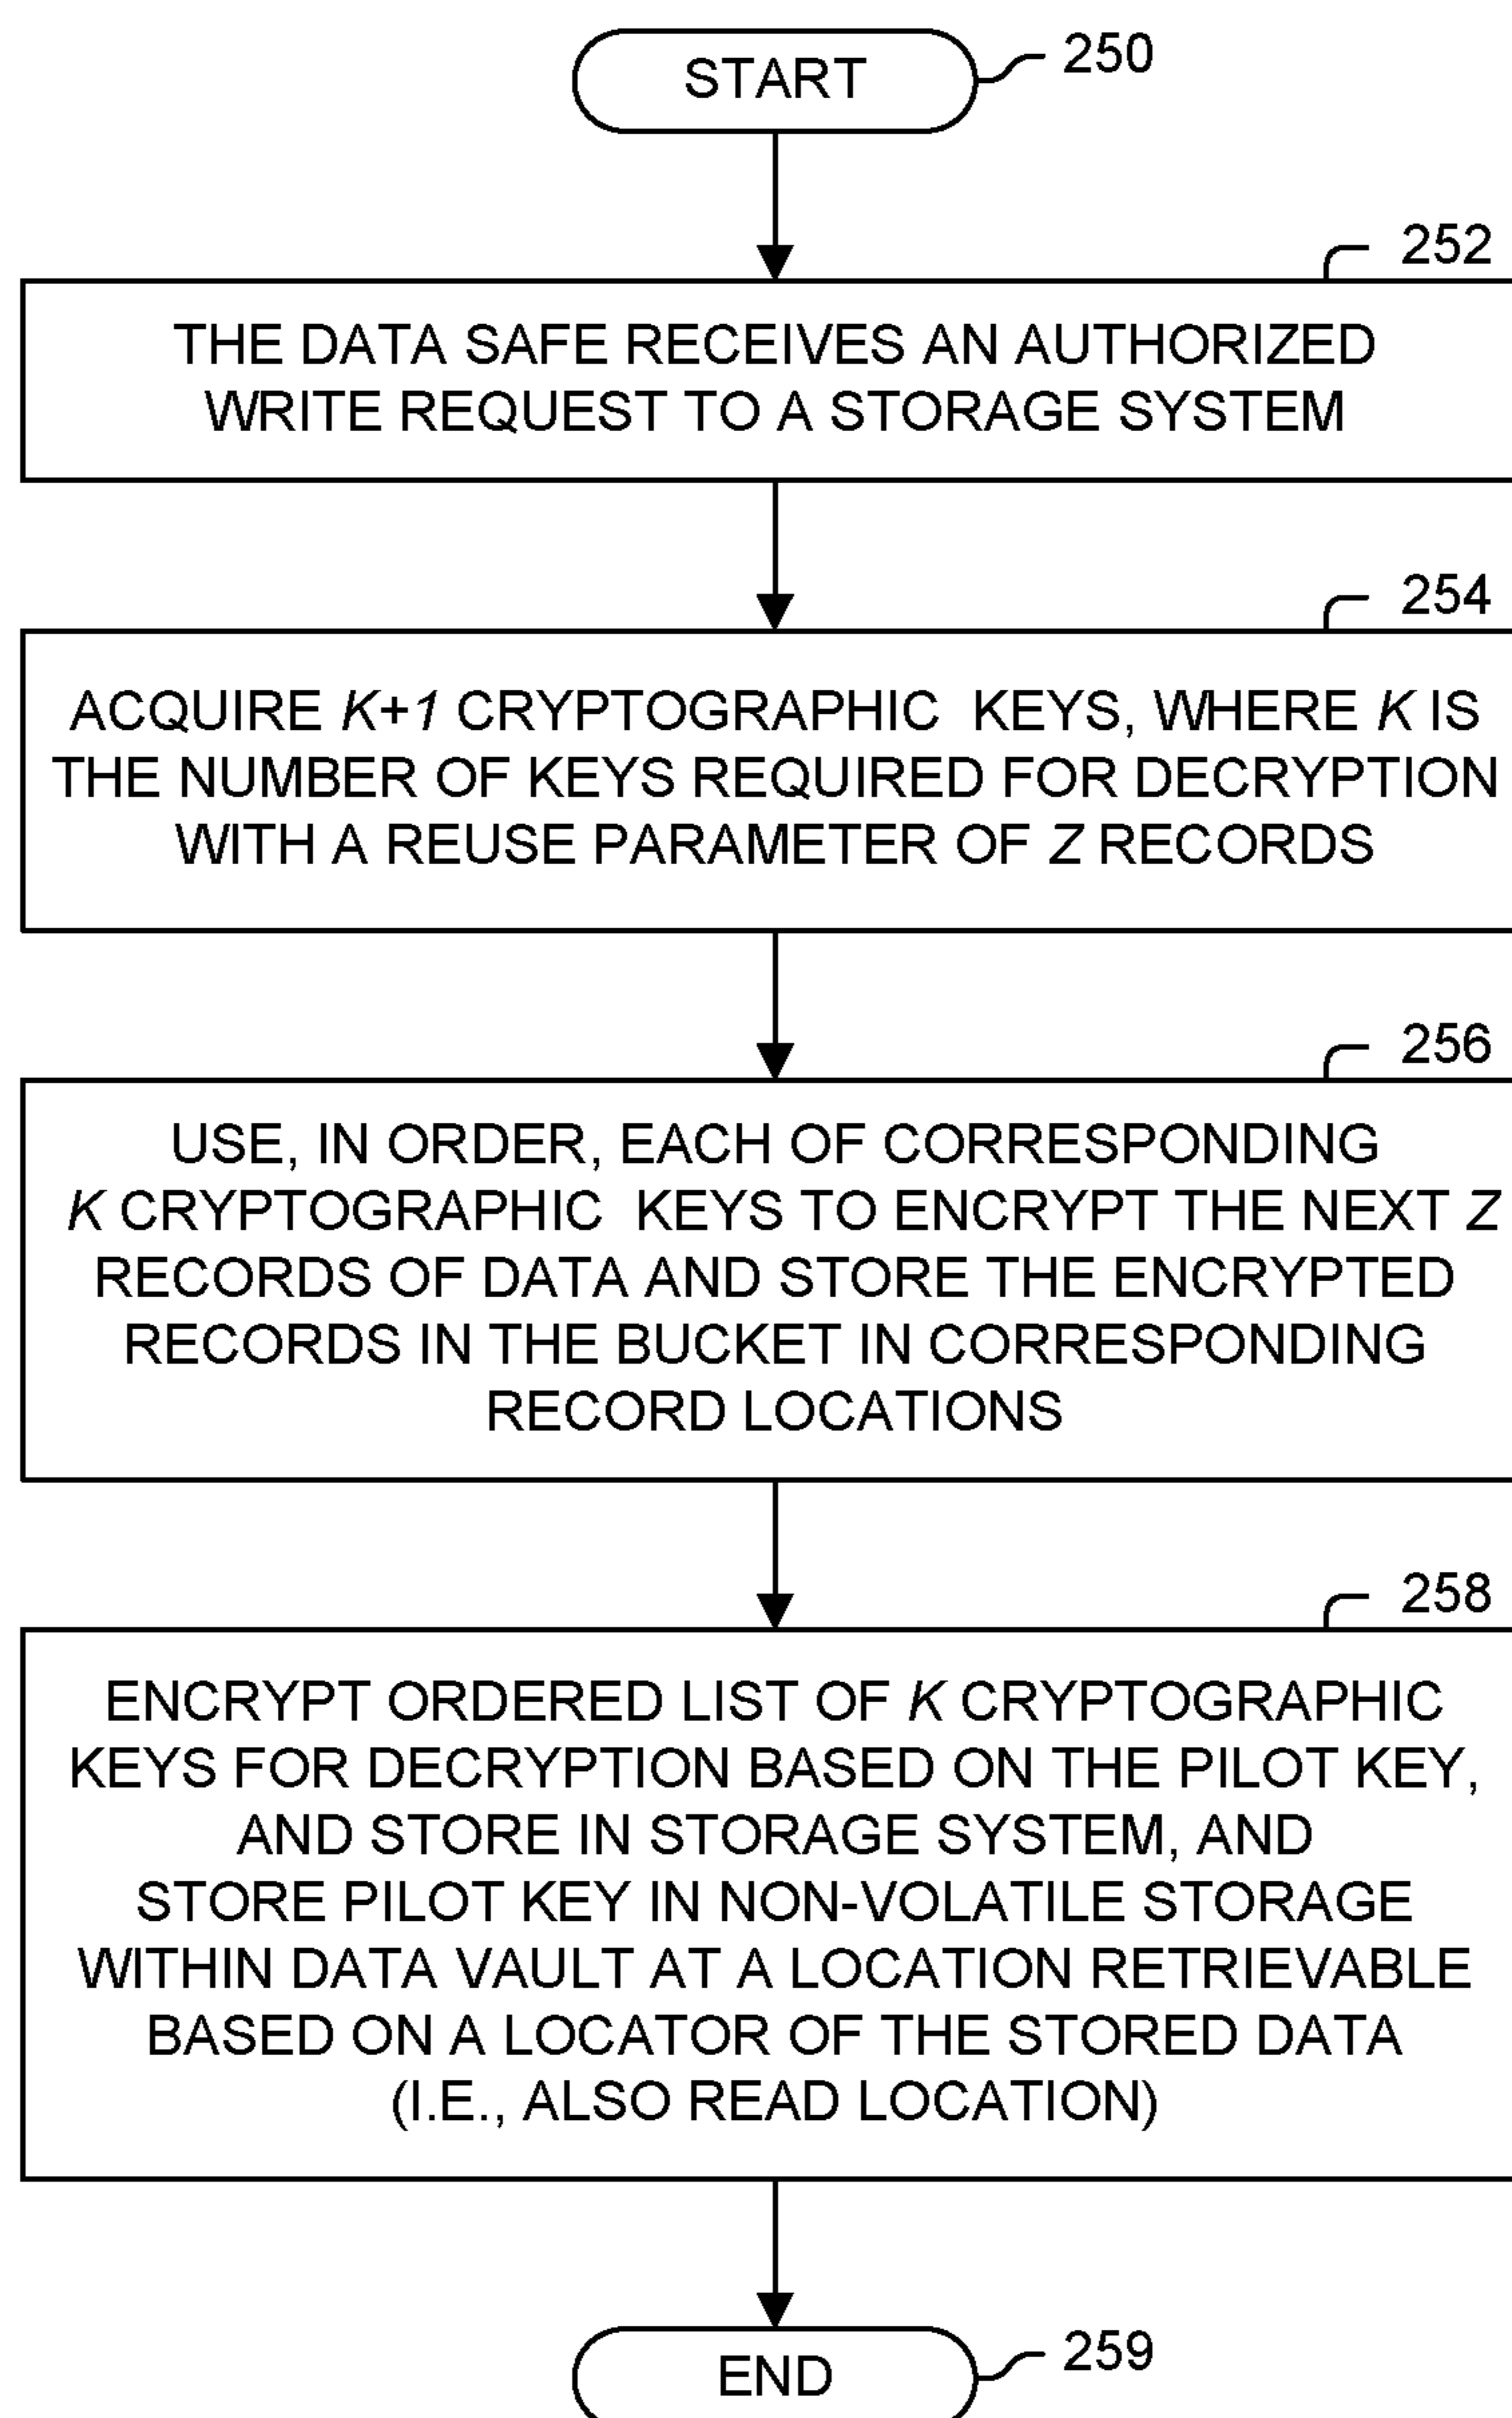 START
250
252
THE DATA SAFE RECEIVES AN AUTHORIZED
WRITE REQUEST TO A STORAGE SYSTEM
254
ACQUIRE K+1 CRYPTOGRAPHIC KEYS, WHERE K IS
THE NUMBER OF KEYS REQUIRED FOR DECRYPTION
WITH A REUSE PARAMETER OF Z RECORDS
256
USE, IN ORDER, EACH OF CORRESPONDING
K CRYPTOGRAPHIC KEYS TO ENCRYPT THE NEXT Z
RECORDS OF DATA AND STORE THE ENCRYPTED
RECORDS IN THE BUCKET IN CORRESPONDING
RECORD LOCATIONS
258
ENCRYPT ORDERED LIST OF K CRYPTOGRAPHIC
KEYS FOR DECRYPTION BASED ON THE PILOT KEY,
AND STORE IN STORAGE SYSTEM, AND
STORE PILOT KEY IN NON-VOLATILE STORAGE
WITHIN DATA VAULT AT A LOCATION RETRIEVABLE
BASED ON A LOCATOR OF THE STORED DATA
(I.E., ALSO READ LOCATION)
END
259